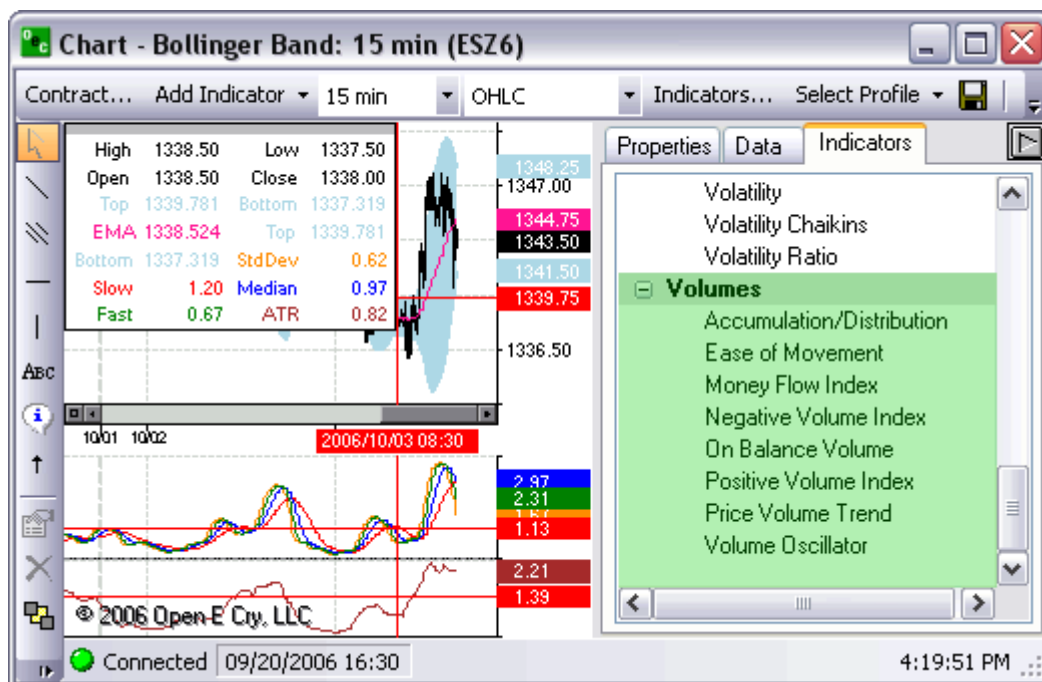 Oec Chart - Bollinger Band: 15 min (ESZ6)
Contract... Add Indicator 15 min OHLC Indicators... Select Profile
High 1338.50 Low 1337.50
Open 1338.50 Close 1338.00
Top 1339.781 Bottom 1337.319
EMA 1338.524 Top 1339.781
Bottom 1337.319 StdDev 0.62
Slow 1.20 Median 0.97
Fast 0.67 ATR 0.82
ABC
1348.25
1347.00
1344.75
1343.50
1341.50
1339.75
1336.50
10/01 10/02 2006/10/03 08:30
2.97
2.31
1.13
2.21
1.39
© 2006 Open E Cry, LLC
Properties Data Indicators
Volatility
Volatility Chaikins
Volatility Ratio
Volumes
Accumulation/Distribution
Ease of Movement
Money Flow Index
Negative Volume Index
On Balance Volume
Positive Volume Index
Price Volume Trend
Volume Oscillator
Connected 09/20/2006 16:30 4:19:51 PM